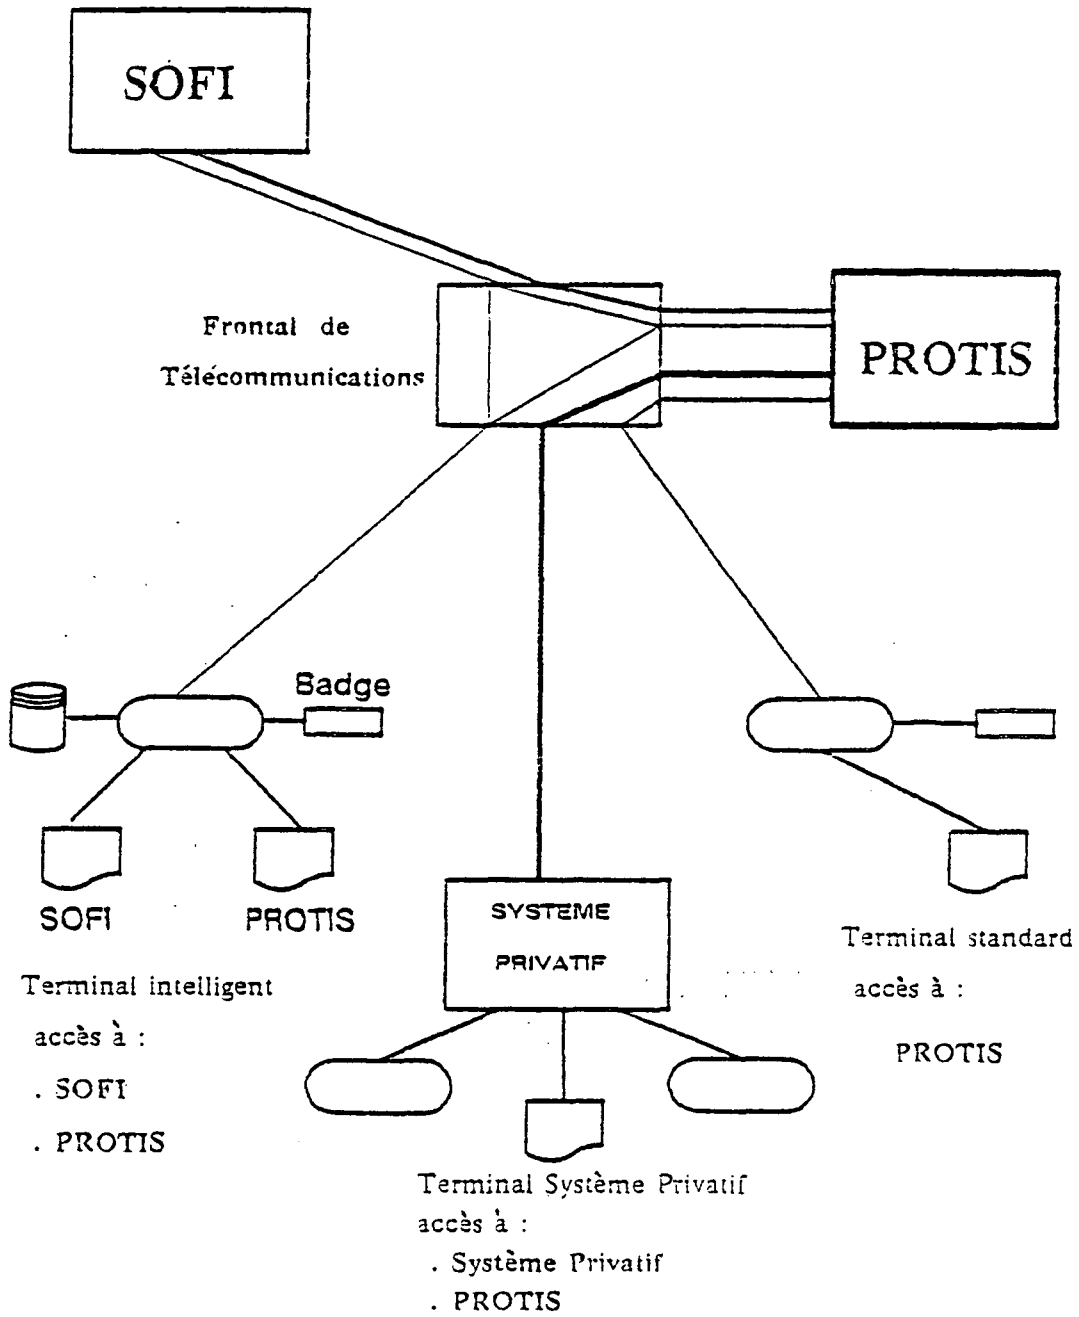 SOFI
Frontal de
Télécommunications
PROTIS
Badge
SOFI
PROTIS
Terminal intelligent
accès à :
. SOFI
. PROTIS
SYSTEME
PRIVATIF
Terminal Système Privatif
accès à :
. Système Privatif
. PROTIS
Terminal standard
accès à :
PROTIS